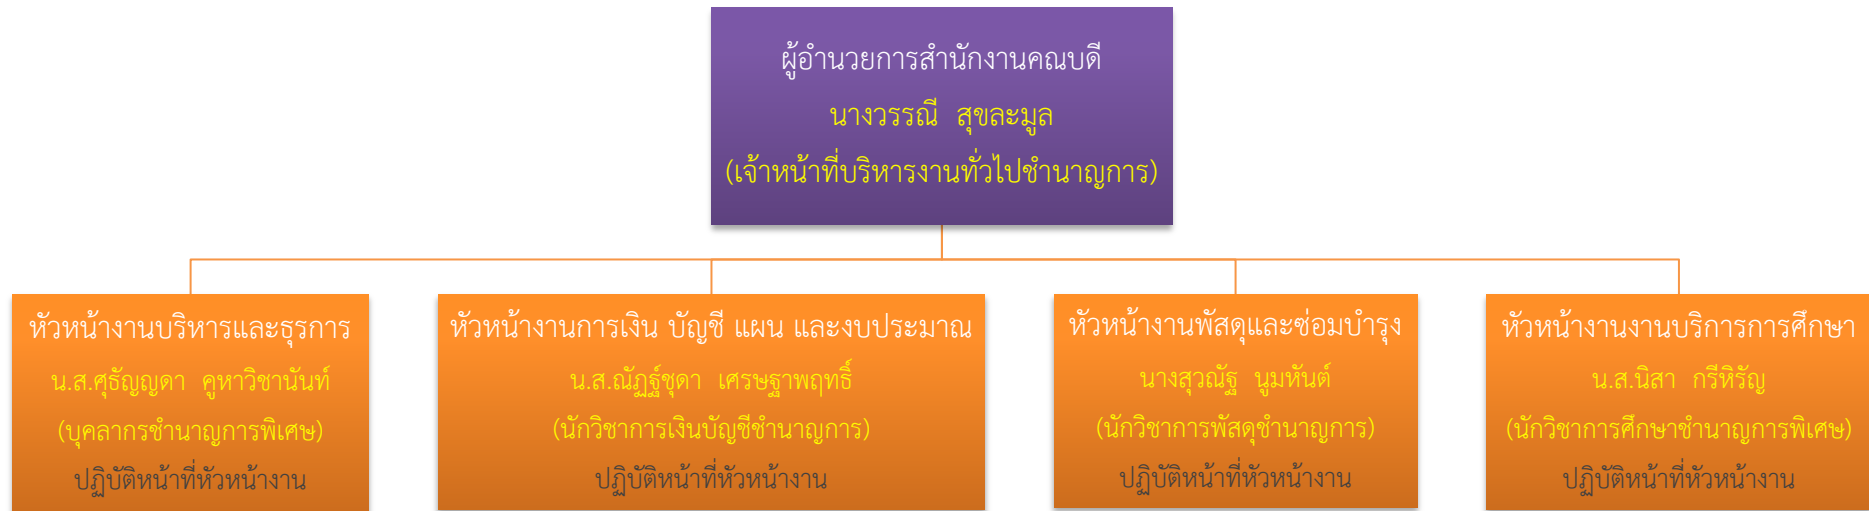 ผู้อำนวยการสำนักงานคณบดี
นางวรรณี สุขละมูล
(เจ้าหน้าที่บริหารงานทั่วไปชำนาญการ)
หัวหน้างานบริหารและธุรการ
น.ส.ศุธัญญดา คูหาวิชานันท์
(บุคลากรชำนาญการพิเศษ)
ปฏิบัติหน้าที่หัวหน้างาน
หัวหน้างานการเงิน บัญชี แผน และงบประมาณ
น.ส.ณัฏฐ์ชุดา เศรษฐาพฤทธิ์
(นักวิชาการเงินบัญชีชำนาญการ)
ปฏิบัติหน้าที่หัวหน้างาน
หัวหน้างานพัสดุและซ่อมบำรุง
นางสุวณัฐ นูมหันต์
(นักวิชาการพัสดุชำนาญการ)
ปฏิบัติหน้าที่หัวหน้างาน
หัวหน้างานงานบริการการศึกษา
น.ส.นิสา กรีหิรัญ
(นักวิชาการศึกษาชำนาญการพิเศษ)
ปฏิบัติหน้าที่หัวหน้างาน